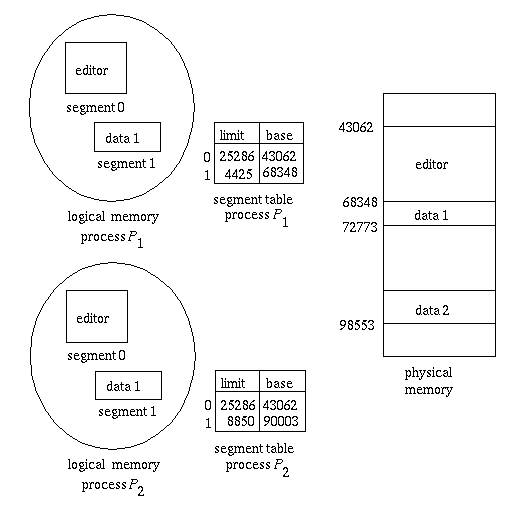 editor
segment 0
data 1
segment 1
logical memory
process P1
limit base
0 25286 43062
1 4425 68348
segment table
process P1
43062
editor
68348
data 1
72773
data 2
98553
physical
memory
editor
segment 0
data 1
segment 1
logical memory
process P2
limit base
0 25286 43062
1 8850 90003
segment table
process P2